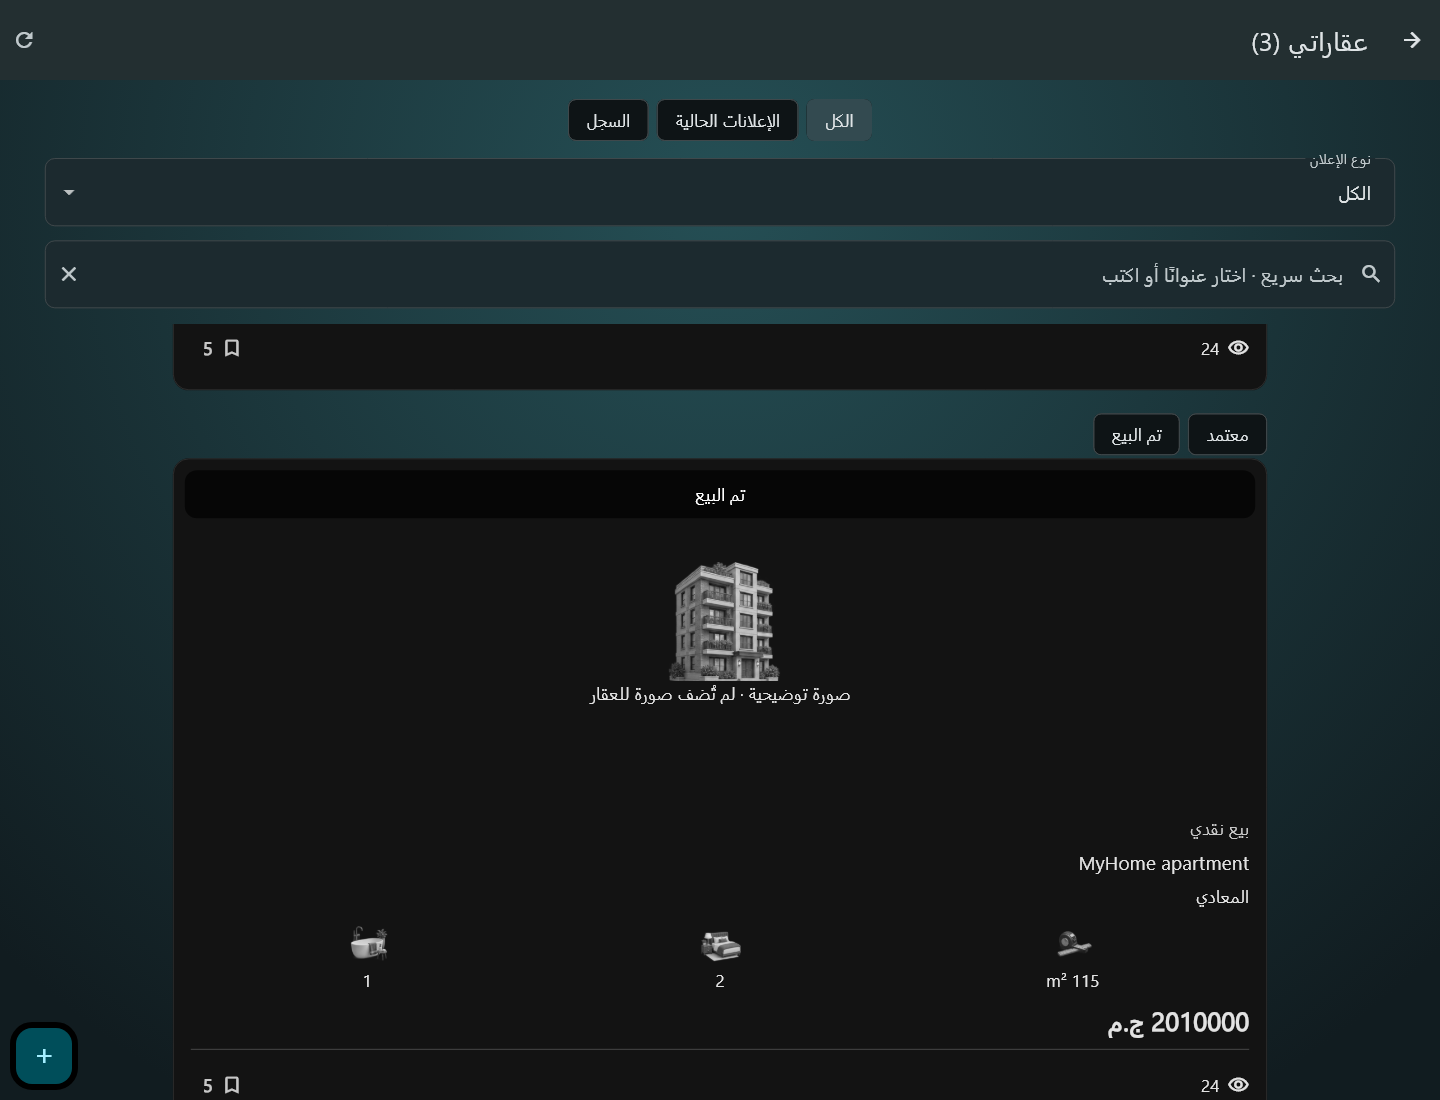 عقاراتي (3)
الكل
الإعلانات الحالية
السجل
نوع الإعلان
الكل
بحث سريع · اختار عنوانًا أو اكتب
24
5
معتمد
تم البيع
تم البيع
صورة توضيحية · لم تُضف صورة للعقار
بيع نقدي
MyHome apartment
المعادي
115 m²
2
1
2010000 ج.م
24
5